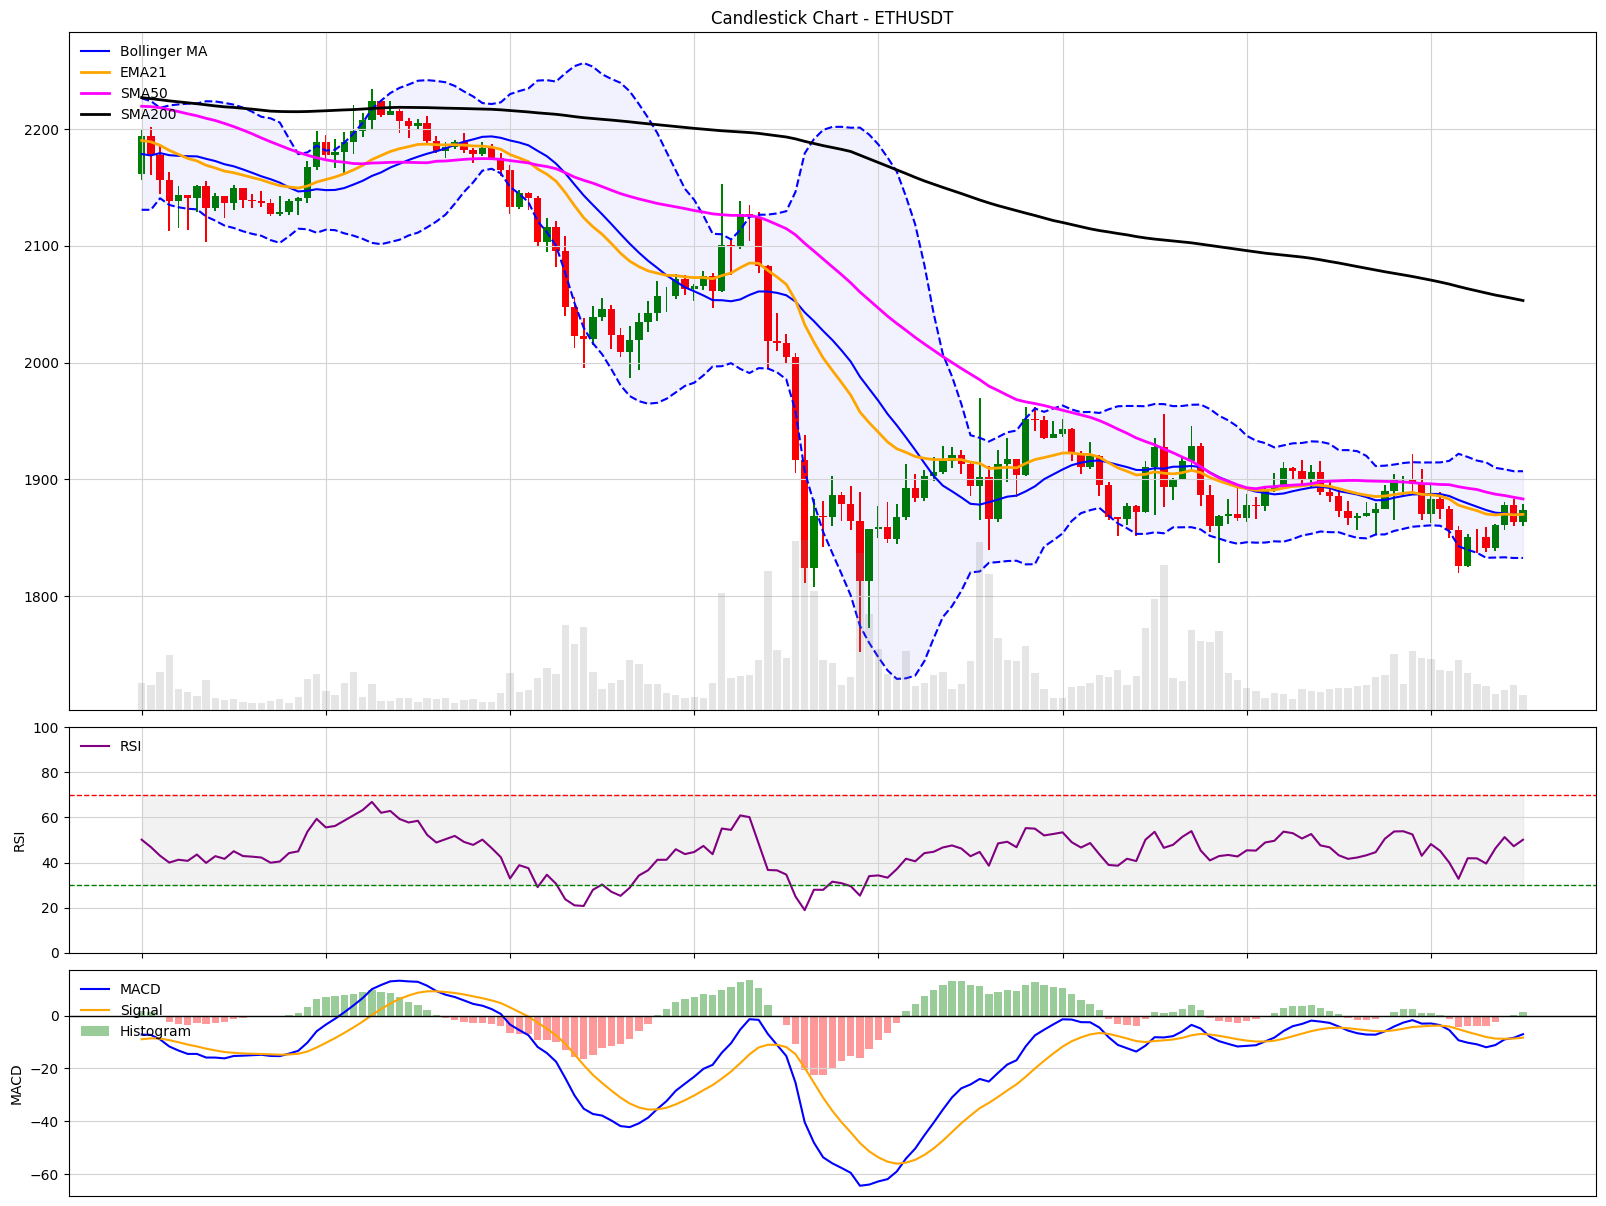 Candlestick Chart - ETHUSDT
Bollinger MA
EMA21
SMA50
SMA200
2200
2100
2000
1900
1800
100
80
60
40
20
0
RSI
RSI
MACD
Signal
Histogram
0
−20
−40
−60
MACD